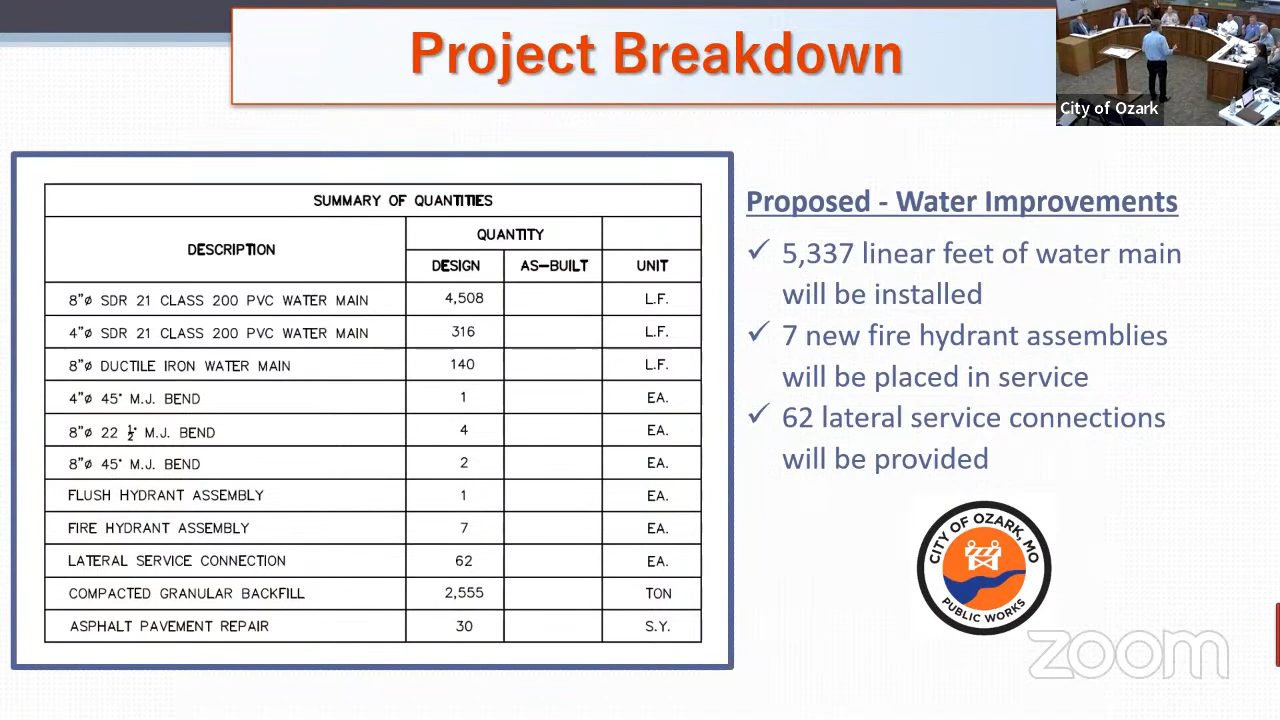 Project Breakdown
City of Ozark
SUMMARY OF QUANTITIES
DESCRIPTION
QUANTITY
DESIGN AS-BUILT UNIT
8"ø SDR 21 CLASS 200 PVC WATER MAIN 4,508 L.F.
4"ø SDR 21 CLASS 200 PVC WATER MAIN 316 L.F.
8"ø DUCTILE IRON WATER MAIN 140 L.F.
4"ø 45° M.J. BEND 1 EA.
8"ø 22 ½° M.J. BEND 4 EA.
8"ø 45° M.J. BEND 2 EA.
FLUSH HYDRANT ASSEMBLY 1 EA.
FIRE HYDRANT ASSEMBLY 7 EA.
LATERAL SERVICE CONNECTION 62 EA.
COMPACTED GRANULAR BACKFILL 2,555 TON
ASPHALT PAVEMENT REPAIR 30 S.Y.
Proposed - Water Improvements
✓ 5,337 linear feet of water main
will be installed
✓ 7 new fire hydrant assemblies
will be placed in service
✓ 62 lateral service connections
will be provided
CITY OF OZARK, MO
PUBLIC WORKS
zoom